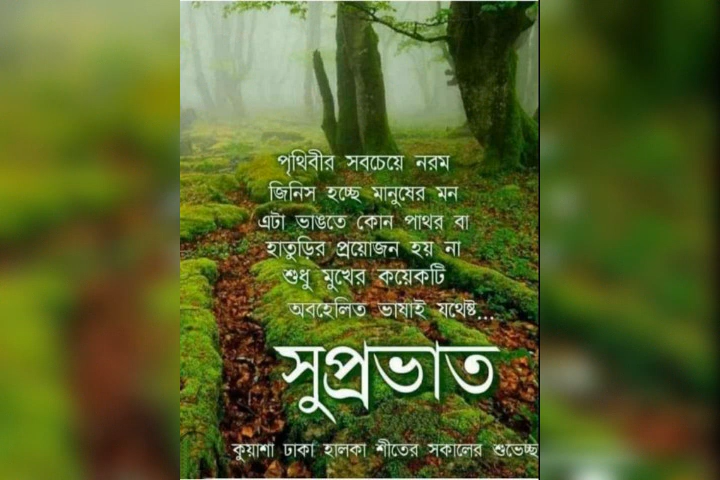 পৃথিবীর সবচেয়ে নরম
জিনিস হচ্ছে মানুষের মন
এটা ভাঙতে কোন পাথর বা
হাতুড়ির প্রয়োজন হয় না
শুধু মুখের কয়েকটি
অবহেলিত ভাষাই যথেষ্ট...
সুপ্রভাত
কুয়াশা ঢাকা হালকা শীতের সকালের শুভেচ্ছ